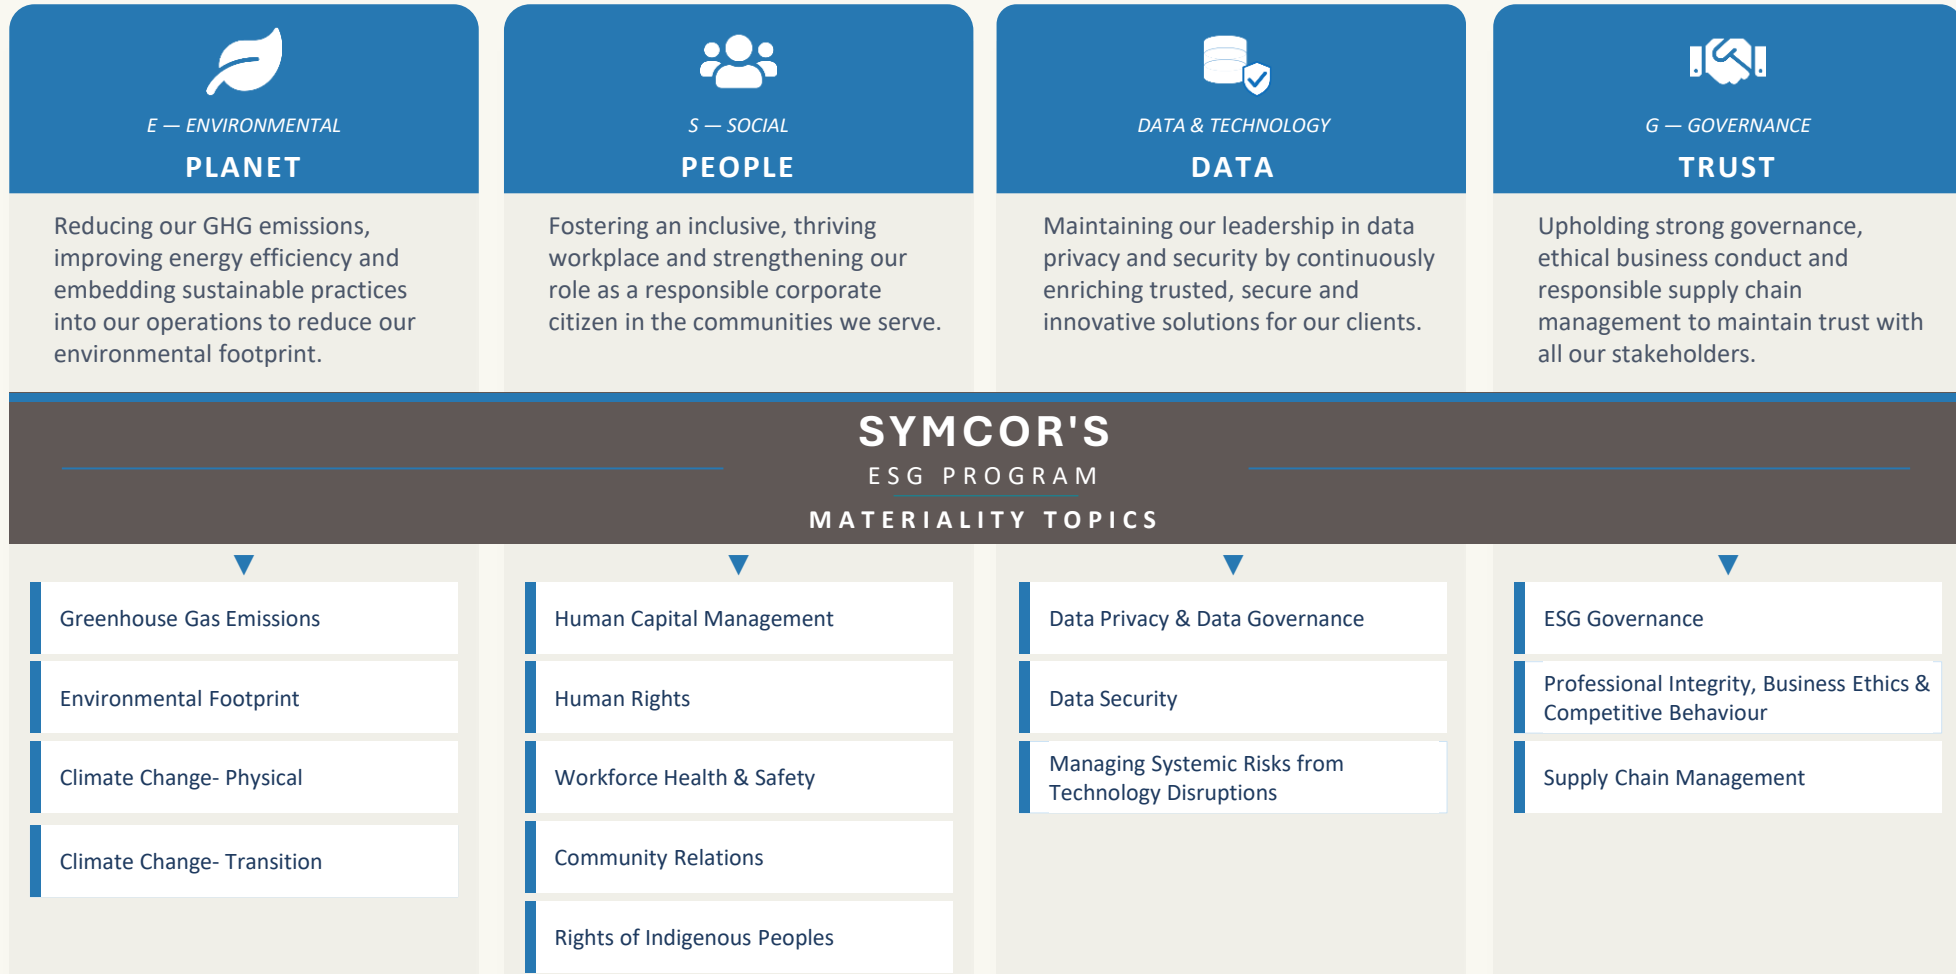 E — ENVIRONMENTAL
PLANET
Reducing our GHG emissions,
improving energy efficiency and
embedding sustainable practices
into our operations to reduce our
environmental footprint.
S — SOCIAL
PEOPLE
Fostering an inclusive, thriving
workplace and strengthening our
role as a responsible corporate
citizen in the communities we serve.
DATA & TECHNOLOGY
DATA
Maintaining our leadership in data
privacy and security by continuously
enriching trusted, secure and
innovative solutions for our clients.
G — GOVERNANCE
TRUST
Upholding strong governance,
ethical business conduct and
responsible supply chain
management to maintain trust with
all our stakeholders.
SYMCOR'S
ESG PROGRAM
MATERIALITY TOPICS
Greenhouse Gas Emissions
Environmental Footprint
Climate Change- Physical
Climate Change- Transition
Human Capital Management
Human Rights
Workforce Health & Safety
Community Relations
Rights of Indigenous Peoples
Data Privacy & Data Governance
Data Security
Managing Systemic Risks from
Technology Disruptions
ESG Governance
Professional Integrity, Business Ethics &
Competitive Behaviour
Supply Chain Management